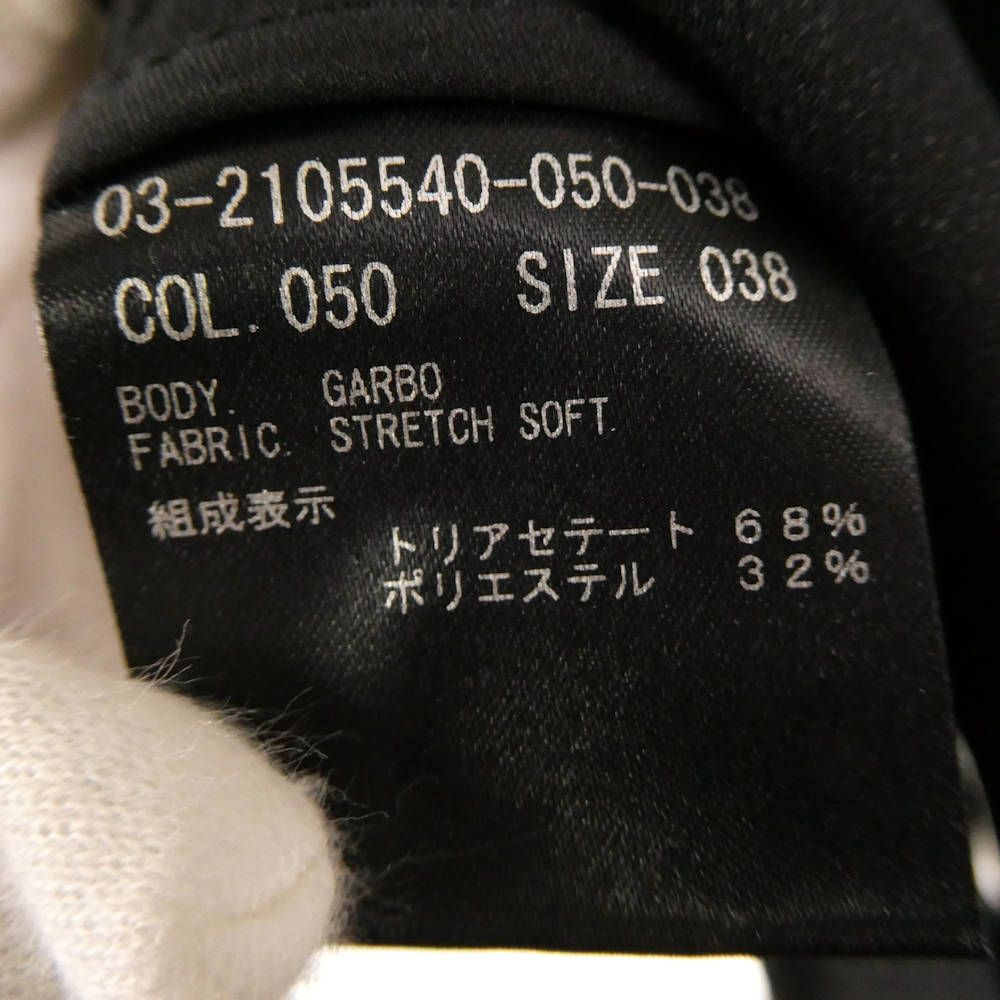 03-2105540-050-038
COL. 050 SIZE 038
BODY. GARBO
FABRIC. STRETCH SOFT.
組成表示
トリアセテート 68%
ポリエステル 32%